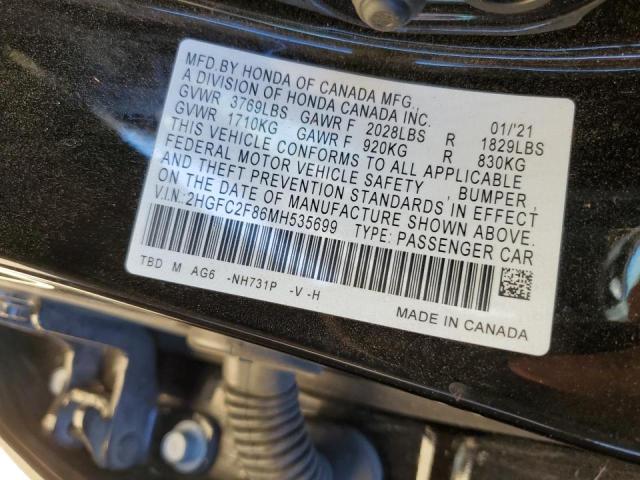 MFD. BY HONDA OF CANADA MFG.,
A DIVISION OF HONDA CANADA INC. 01/'21
GVWR 3769LBS GAWR F 2028LBS R 1829LBS
GVWR 1710KG GAWR F 920KG R 830KG
THIS VEHICLE CONFORMS TO ALL APPLICABLE
FEDERAL MOTOR VEHICLE SAFETY, BUMPER,
AND THEFT PREVENTION STANDARDS IN EFFECT
ON THE DATE OF MANUFACTURE SHOWN ABOVE.
V.I.N.: 2HGFC2F86MH535699 TYPE: PASSENGER CAR
TBD M AG6 -NH731P -V-H
MADE IN CANADA